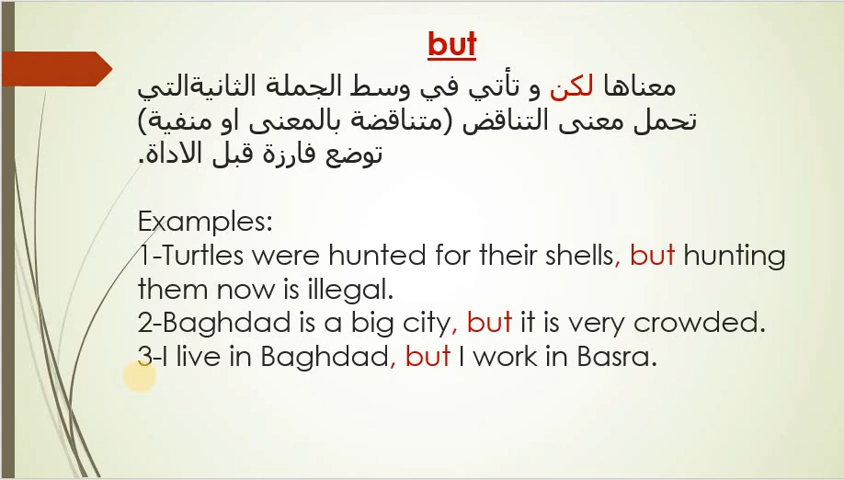 but
معناها لكن و تأتي في وسط الجملة الثانيةالتي
تحمل معنى التناقض (متناقضة بالمعنى او منفية)
توضع فارزة قبل الاداة.
Examples:
1-Turtles were hunted for their shells, but hunting
them now is illegal.
2-Baghdad is a big city, but it is very crowded.
3-I live in Baghdad, but I work in Basra.